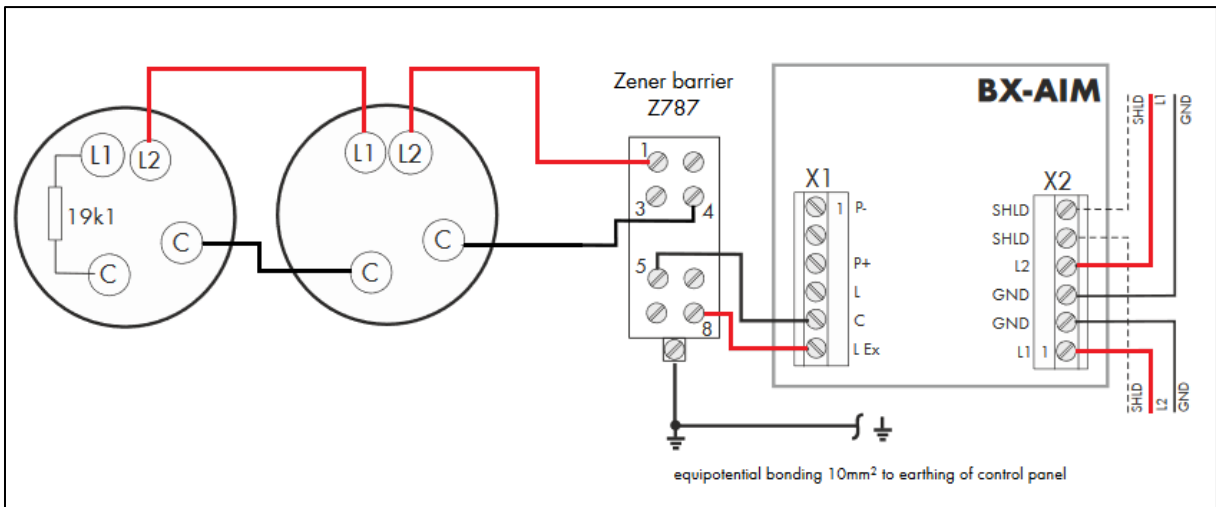 L1
L2
19k1
C
C
L1
L2
C
C
Zener barrier
Z787
1
3
4
5
8
BX-AIM
X1
1
P-
P+
L
C
L Ex
X2
SHLD
SHLD
L2
GND
GND
L1
1
SHLD
L1
GND
SHLD
L2
GND
equipotential bonding 10mm² to earthing of control panel